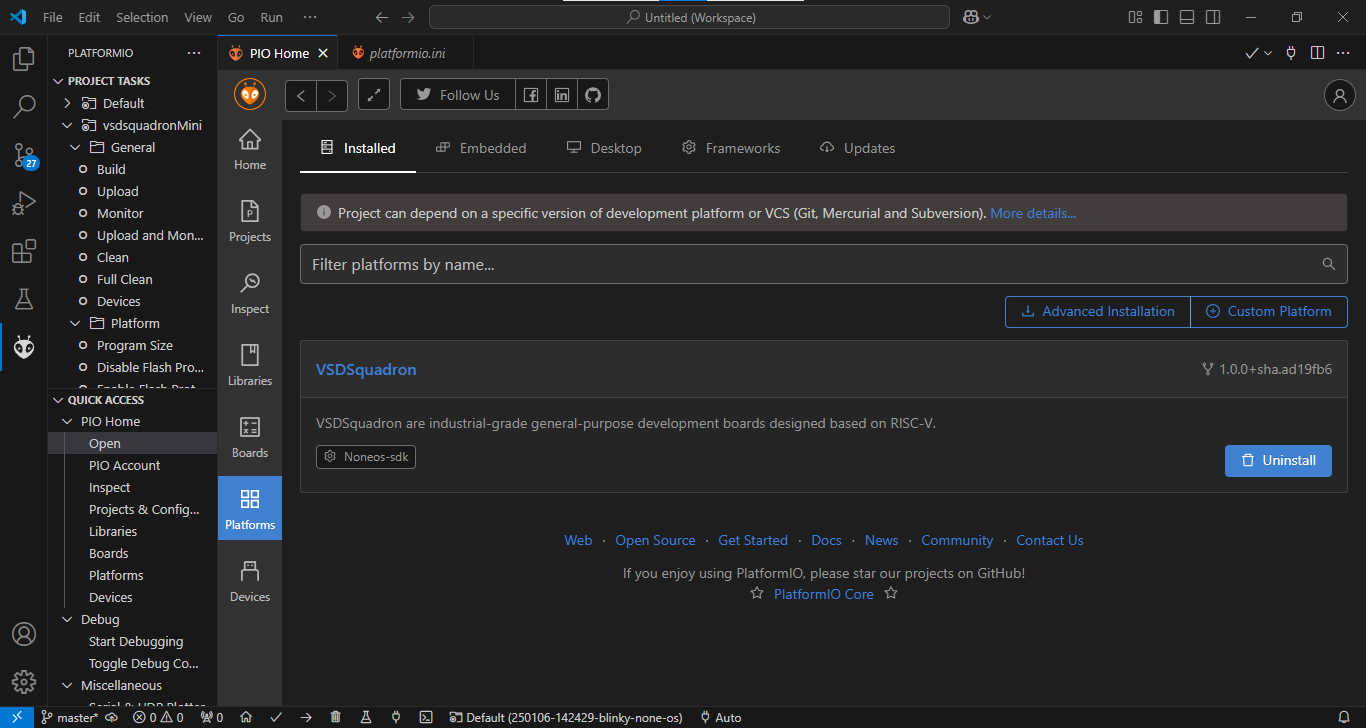 File Edit Selection View Go Run ··· Untitled (Workspace)
PLATFORMIO ···
PROJECT TASKS
Default
vsdsquadronMini
General
Build
Upload
Monitor
Upload and Mon...
Clean
Full Clean
Devices
Platform
Program Size
Disable Flash Pro...
Enable Flash Prot...
QUICK ACCESS
PIO Home
Open
PIO Account
Inspect
Projects & Config...
Libraries
Boards
Platforms
Devices
Debug
Start Debugging
Toggle Debug Co...
Miscellaneous
27
PIO Home platformio.ini
Follow Us
Home
Projects
Inspect
Libraries
Boards
Platforms
Devices
Installed Embedded Desktop Frameworks Updates
Project can depend on a specific version of development platform or VCS (Git, Mercurial and Subversion). More details...
Filter platforms by name...
Advanced Installation Custom Platform
VSDSquadron 1.0.0+sha.ad19fb6
VSDSquadron are industrial-grade general-purpose development boards designed based on RISC-V.
Noneos-sdk
Uninstall
Web · Open Source · Get Started · Docs · News · Community · Contact Us
If you enjoy using PlatformIO, please star our projects on GitHub!
PlatformIO Core
master* 0 0 0 Default (250106-142429-blinky-none-os) Auto